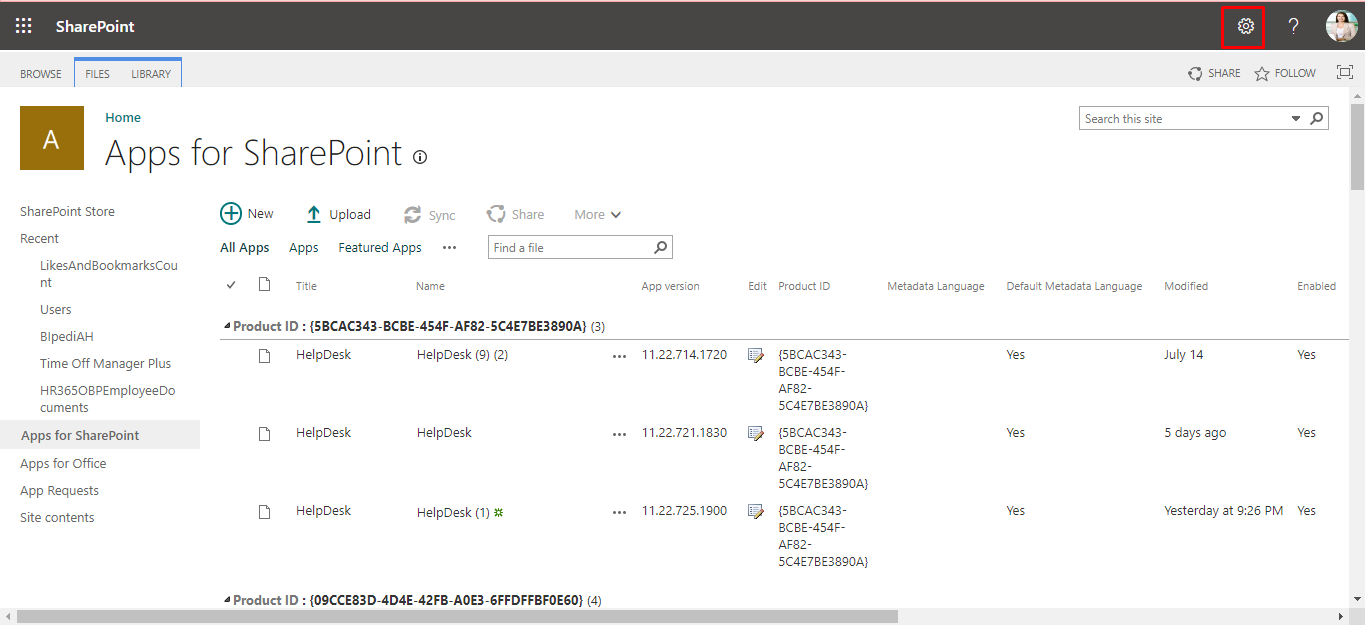 SharePoint
?
BROWSE FILES LIBRARY SHARE FOLLOW
A
Home
Apps for SharePoint
Search this site
SharePoint Store
Recent
LikesAndBookmarksCou
nt
Users
BIpediAH
Time Off Manager Plus
HR365OBPEmployeeDo
cuments
Apps for SharePoint
Apps for Office
App Requests
Site contents
New Upload Sync Share More
All Apps Apps Featured Apps ••• Find a file
Title Name App version Edit Product ID Metadata Language Default Metadata Language Modified Enabled
Product ID : {5BCAC343-BCBE-454F-AF82-5C4E7BE3890A} (3)
HelpDesk HelpDesk (9) (2) ••• 11.22.714.1720 {5BCAC343- Yes July 14 Yes
BCBE-454F-
AF82-
5C4E7BE3890A}
HelpDesk HelpDesk ••• 11.22.721.1830 {5BCAC343- Yes 5 days ago Yes
BCBE-454F-
AF82-
5C4E7BE3890A}
HelpDesk HelpDesk (1) ••• 11.22.725.1900 {5BCAC343- Yes Yesterday at 9:26 PM Yes
BCBE-454F-
AF82-
5C4E7BE3890A}
Product ID : {09CCE83D-4D4E-42FB-A0E3-6FFDFFBF0E60} (4)